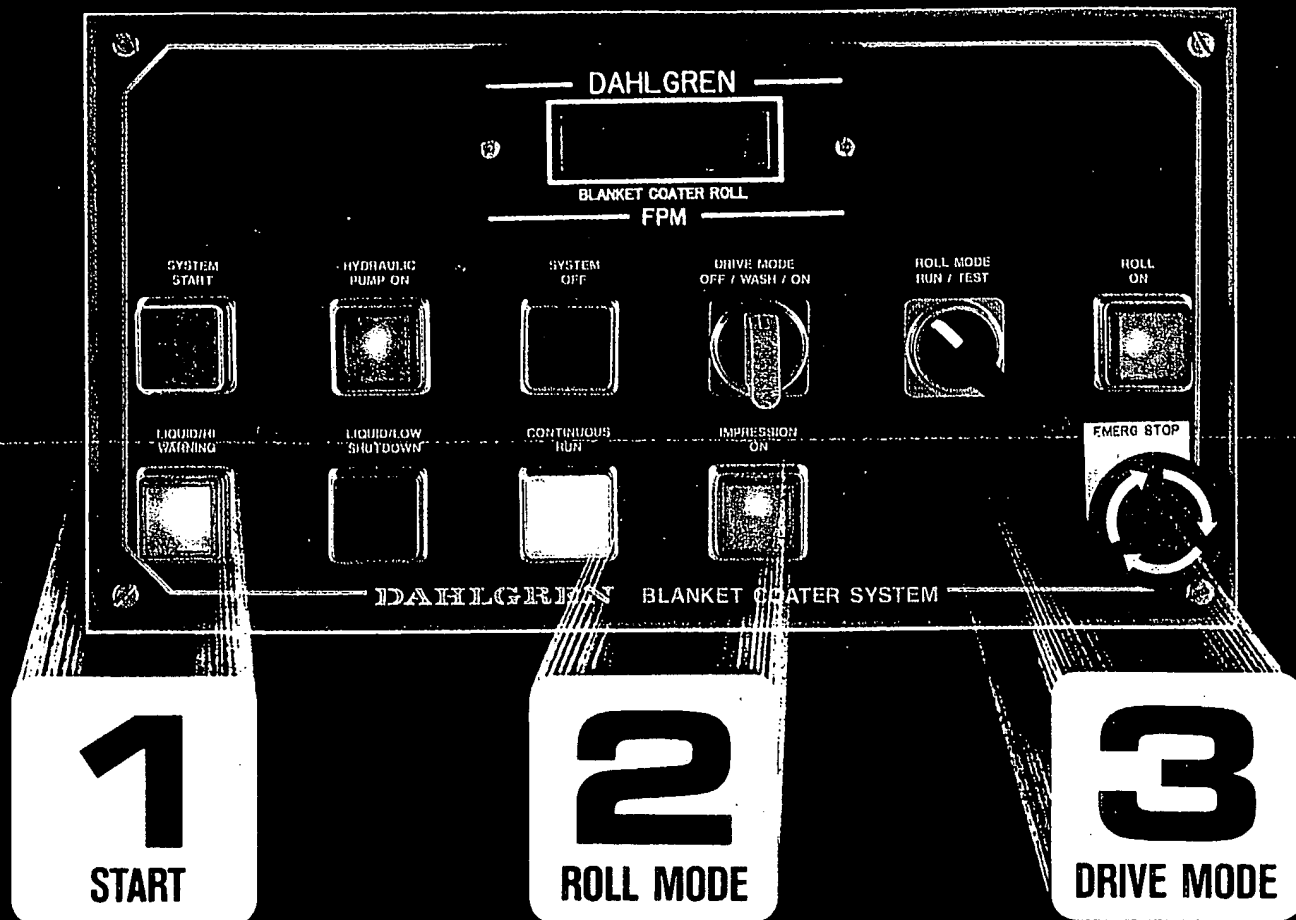 DAHLGREN
BLANKET COATER ROLL
FPM
SYSTEM
START
HYDRAULIC
PUMP ON
SYSTEM
OFF
DRIVE MODE
OFF / WASH / ON
ROLL MODE
RUN / TEST
ROLL
ON
LIQUID/HI
WARNING
LIQUID/LOW
SHUTDOWN
CONTINUOUS
RUN
IMPRESSION
ON
EMERG STOP
DAHLGREN BLANKET COATER SYSTEM
1
START
2
ROLL MODE
3
DRIVE MODE